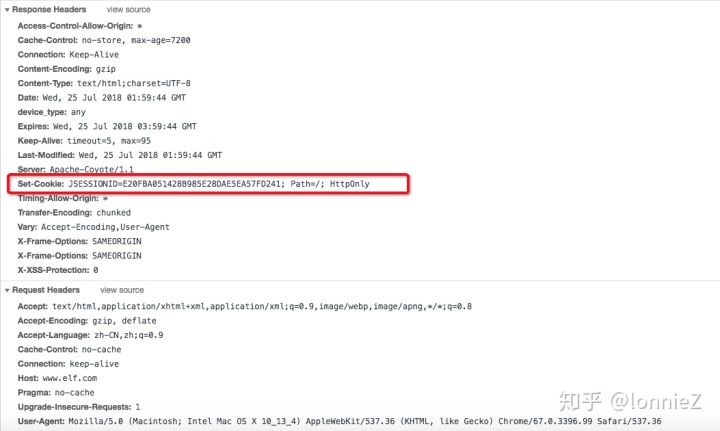 Response Headers view source
Access-Control-Allow-Origin: *
Cache-Control: no-store, max-age=7200
Connection: Keep-Alive
Content-Encoding: gzip
Content-Type: text/html;charset=UTF-8
Date: Wed, 25 Jul 2018 01:59:44 GMT
device_type: any
Expires: Wed, 25 Jul 2018 03:59:44 GMT
Keep-Alive: timeout=5, max=95
Last-Modified: Wed, 25 Jul 2018 01:59:44 GMT
Server: Apache-Coyote/1.1
Set-Cookie: JSESSIONID=E20FBA051428B985E28DAE5EA57FD241; Path=/; HttpOnly
Timing-Allow-Origin: *
Transfer-Encoding: chunked
Vary: Accept-Encoding,User-Agent
X-Frame-Options: SAMEORIGIN
X-Frame-Options: SAMEORIGIN
X-XSS-Protection: 0
Request Headers view source
Accept: text/html,application/xhtml+xml,application/xml;q=0.9,image/webp,image/apng,*/*;q=0.8
Accept-Encoding: gzip, deflate
Accept-Language: zh-CN,zh;q=0.9
Cache-Control: no-cache
Connection: keep-alive
Host: www.elf.com
Pragma: no-cache
Upgrade-Insecure-Requests: 1
User-Agent: Mozilla/5.0 (Macintosh; Intel Mac OS X 10_13_4) AppleWebKit/537.36 (KHTML, like Gecko) Chrome/67.0.3396.99 Safari/537.36
知乎 @lonnieZ